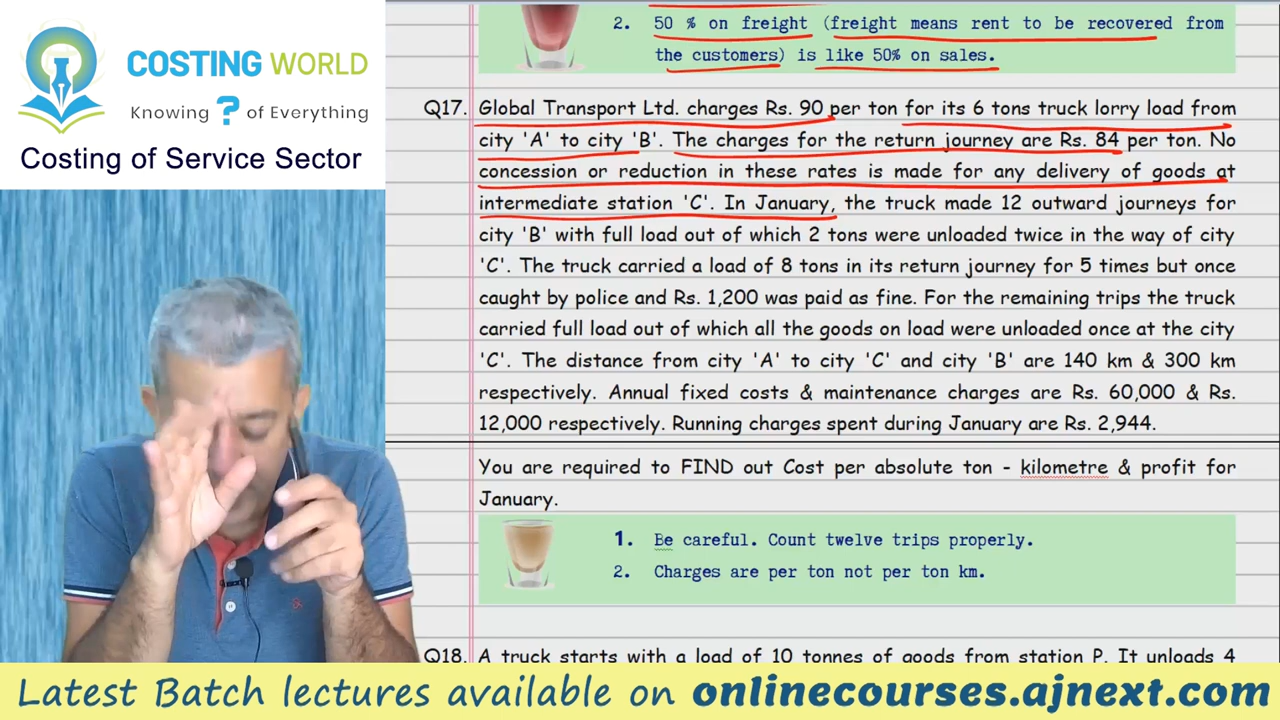 COSTING WORLD
Knowing ? of Everything
Costing of Service Sector
2. 50 % on freight (freight means rent to be recovered from
the customers) is like 50% on sales.
Q17. Global Transport Ltd. charges Rs. 90 per ton for its 6 tons truck lorry load from
city 'A' to city 'B'. The charges for the return journey are Rs. 84 per ton. No
concession or reduction in these rates is made for any delivery of goods at
intermediate station 'C'. In January, the truck made 12 outward journeys for
city 'B' with full load out of which 2 tons were unloaded twice in the way of city
'C'. The truck carried a load of 8 tons in its return journey for 5 times but once
caught by police and Rs. 1,200 was paid as fine. For the remaining trips the truck
carried full load out of which all the goods on load were unloaded once at the city
'C'. The distance from city 'A' to city 'C' and city 'B' are 140 km & 300 km
respectively. Annual fixed costs & maintenance charges are Rs. 60,000 & Rs.
12,000 respectively. Running charges spent during January are Rs. 2,944.
You are required to FIND out Cost per absolute ton - kilometre & profit for
January.
1. Be careful. Count twelve trips properly.
2. Charges are per ton not per ton km.
Q18. A truck starts with a load of 10 tonnes of goods from station P. It unloads 4
Latest Batch lectures available on onlinecourses.ajnext.com